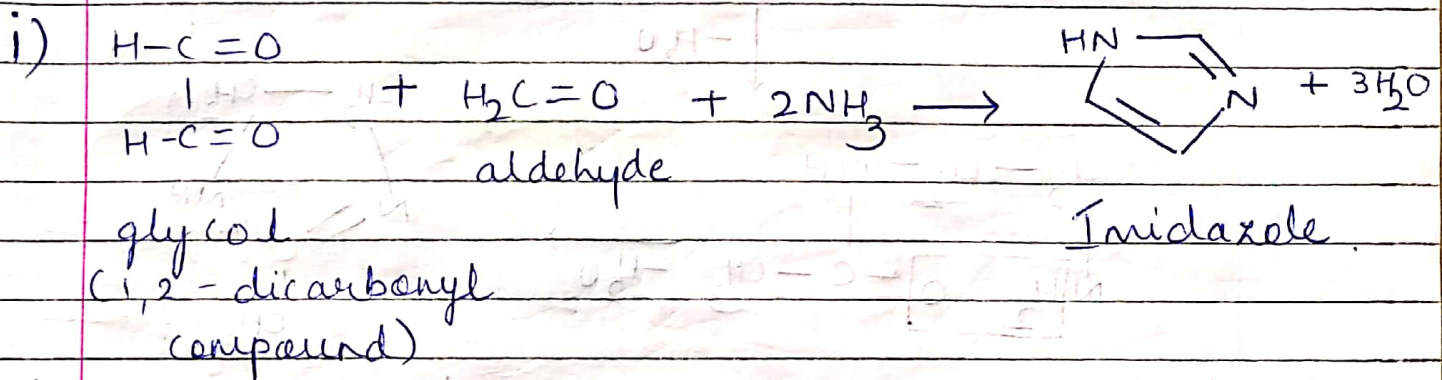 i) H-C=O
| + H₂C=O + 2NH₃ → HN N + 3H₂O
H-C=O
aldehyde
glycol Imidazole.
(1,2-dicarbonyl
compound)